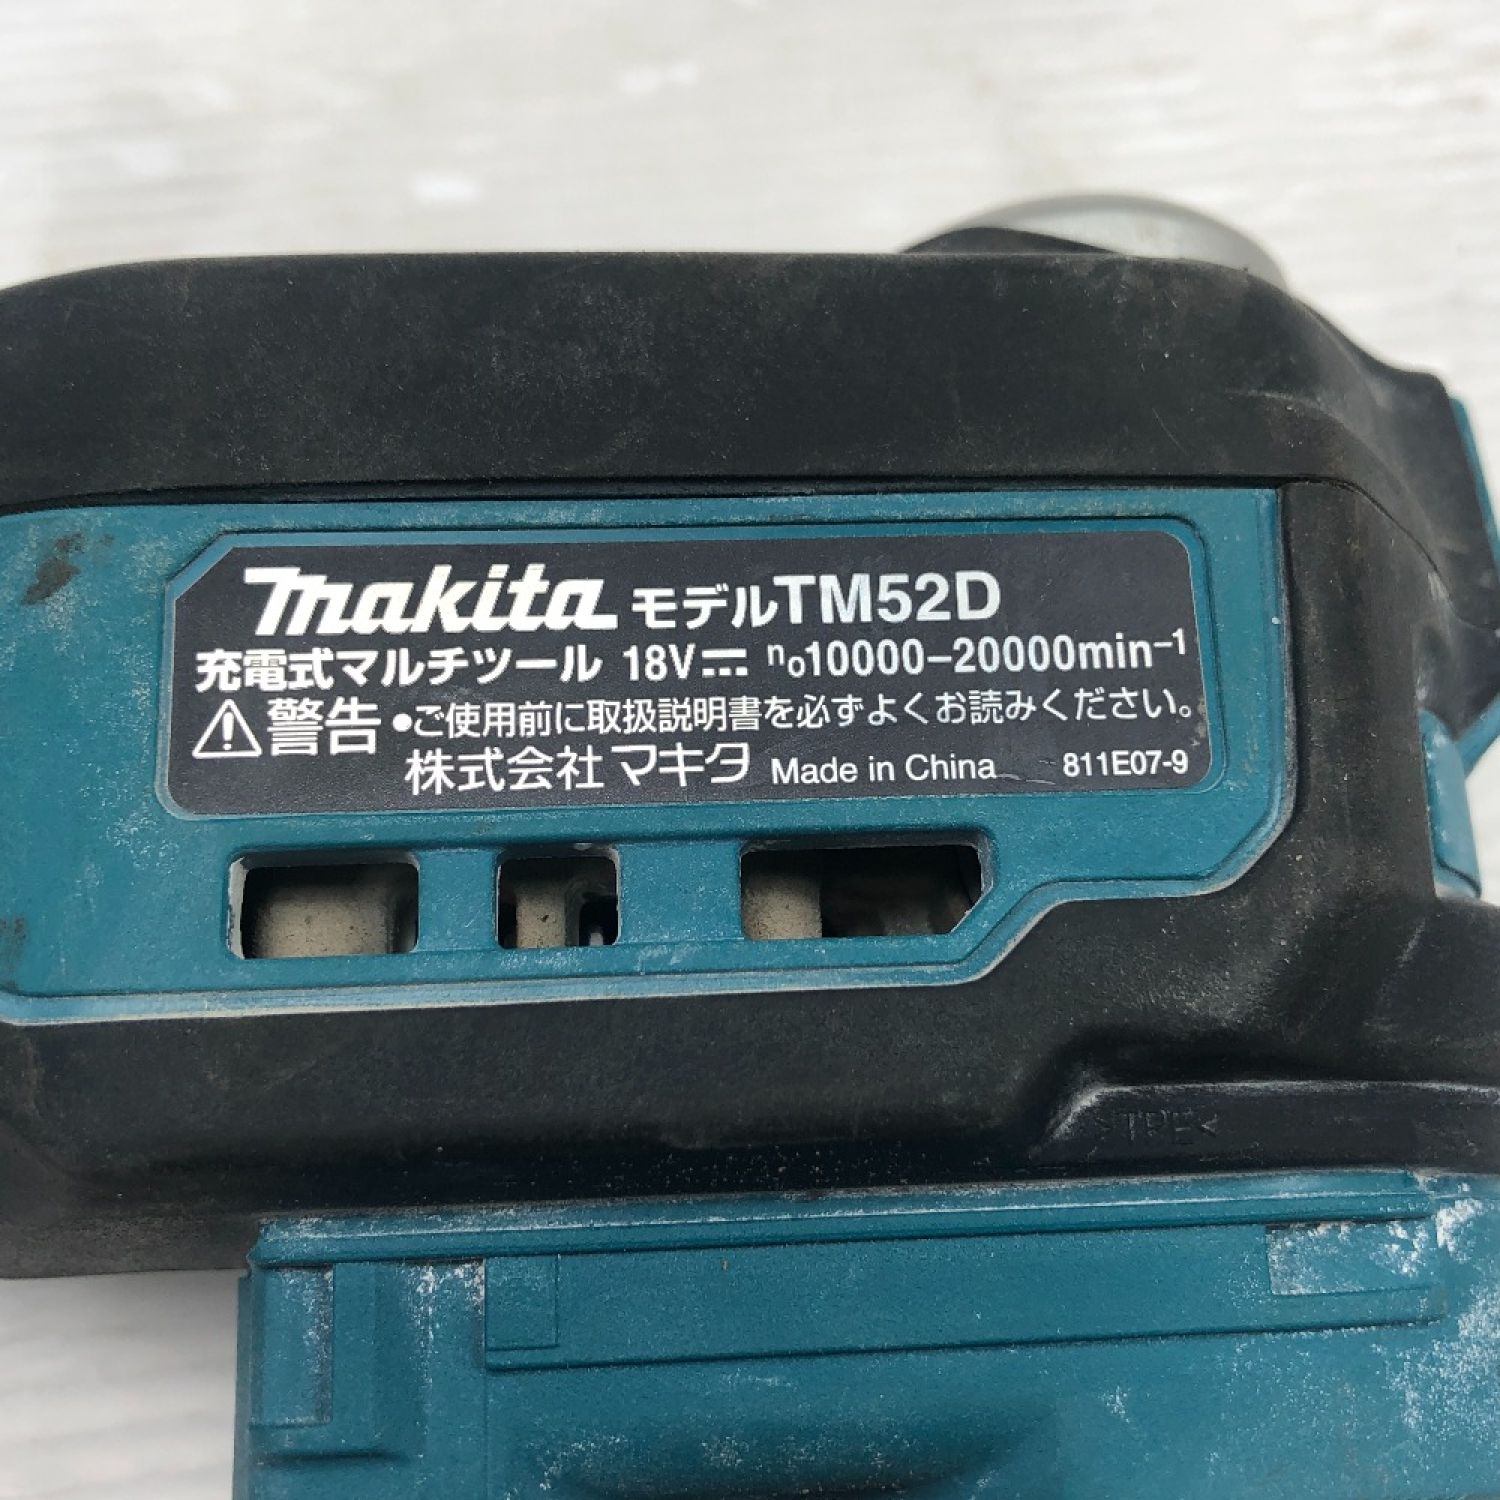 makita モデルTM52D
充電式マルチツール 18V⎓ n₀10000-20000min⁻¹
⚠警告 ●ご使用前に取扱説明書を必ずよくお読みください。
株式会社 マキタ Made in China 811E07-9
>TPE<